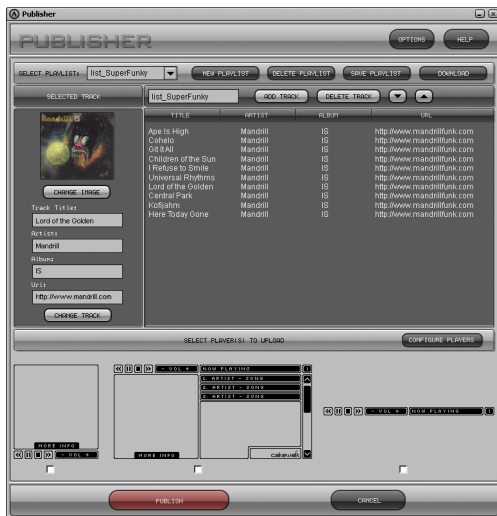 Publisher
PUBLISHER
OPTIONS HELP
SELECT PLAYLIST: list_SuperFunky NEW PLAYLIST DELETE PLAYLIST SAVE PLAYLIST DOWNLOAD
SELECTED TRACK list_SuperFunky ADD TRACK DELETE TRACK
TITLE ARTIST ALBUM URL
Ape Is High Mandrill IS http://www.mandrillfunk.com
Cohelo Mandrill IS http://www.mandrillfunk.com
Git It All Mandrill IS http://www.mandrillfunk.com
Children of the Sun Mandrill IS http://www.mandrillfunk.com
I Refuse to Smile Mandrill IS http://www.mandrillfunk.com
Universal Rhythms Mandrill IS http://www.mandrillfunk.com
Lord of the Golden Mandrill IS http://www.mandrillfunk.com
Central Park Mandrill IS http://www.mandrillfunk.com
Kofijahm Mandrill IS http://www.mandrillfunk.com
Here Today Gone Mandrill IS http://www.mandrillfunk.com
Mandrill IS
CHANGE IMAGE
Track Title:
Lord of the Golden
Artist:
Mandrill
Album:
IS
Url:
http://www.mandrill.com
CHANGE TRACK
SELECT PLAYER(S) TO UPLOAD CONFIGURE PLAYERS
MORE INFO
- VOL +
- VOL + NOW PLAYING
1. ARTIST - SONG
2. ARTIST - SONG
3. ARTIST - SONG
MORE INFO cakewalk
- VOL + NOW PLAYING
PUBLISH CANCEL